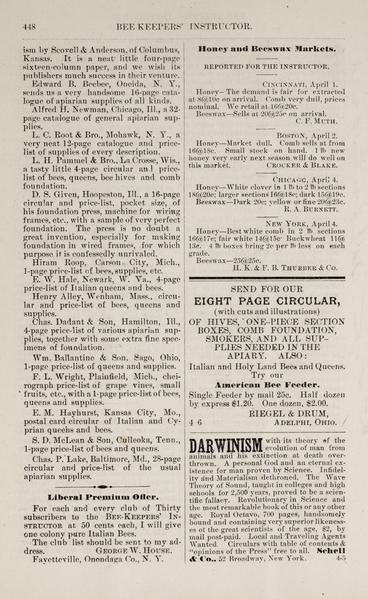 448
BEE-KEEPERS' INSTRUCTOR.
ism by Scovell & Anderson, of Columbus,
Kansas. It is a neat little four-page
sixteen-column paper, and we wish its
publishers much success in their venture.
Edward B. Beebee, Oneida, N. Y.,
sends us a very handsome 16-page cata-
logue of apiarian supplies of all kinds.
Alfred H. Newman, Chicago, Ill., a 32-
page catalogue of general apiarian sup-
plies.
L. C. Root & Bro., Mohawk, N. Y., a
very neat 12-page catalogue and price-
list of supplies of every description.
L. H. Pammel & Bro., La Crosse, Wis.,
a tasty little 4-page circular and price-
list of bees, queens, bee hives and comb
foundation.
D. S. Given, Hoopeston, Ill., a 16-page
circular and price-list, pocket size, of
his foundation press, machine for wiring
frames, etc., with a sample of very perfect
foundation. The press is no doubt a
great invention, especially for making
foundation in wired frames, for which
purpose it is confessedly unrivaled.
Hiram Roop, Carson City, Mich.,
1-page price-list of bees, supplies, etc.
E. W. Hale, Newark, W. Va., 4-page
price-list of Italian queens and bees.
Henry Alley, Wenham, Mass., circu-
lar and price-list of bees, queens and
supplies.
Chas. Dadant & Son, Hamilton, Ill.,
4-page price-list of various apiarian sup-
plies, together with some extra fine spec-
imens of foundation.
Wm. Ballantine & Son, Sago, Ohio,
1-page price-list of queens and supplies.
F. L. Wright, Plainfield, Mich., chei-
rograph price-list of grape vines, small
fruits, etc., with a 1-page price-list of bees,
queens and supplies.
E. M. Hayhurst, Kansas City, Mo.,
postal card circular of Italian and Cy-
prian queens and bees.
S. D. McLean & Son, Culleoka, Tenn.,
1-page price-list of bees and queens.
Chas. P. Lake, Baltimore, Md., 28-page
circular and price-list of the usual
apiarian supplies.
Liberal Premium Offer.
For each and every club of Thirty
subscribers to the BEE-KEEPERS' IN-
STRUCTOR at 50 cents each, I will give
one colony pure Italian Bees.
The club list should be sent to my ad-
dress. GEORGE W. HOUSE.
Fayetteville, Onondaga Co., N. Y.
Honey and Beeswax Markets.
REPORTED FOR THE INSTRUCTOR.
CINCINNATI, April 1.
Honey—The demand is fair for extracted
at 8@10c on arrival. Comb very dull, prices
nominal. We retail at 16@20c.
Beeswax—Sells at 20@25c on arrival.
C. F. MUTH.
BOSTON, April 2.
Honey—Market dull. Comb sells at from
16@18c. Small stock on hand. 1 lb new
honey very early next season will do well on
this market. CROCKER & BLAKE.
CHICAGO, April 4.
Honey—White clover in 1 lb to 2 lb sections
18@20c; larger sections 16@18c; dark 15@19c.
Beeswax—Dark 20c; yellow or fine 20@23c.
R. A. BURNETT.
NEW YORK, April 4.
Honey—Best white comb in 2 lb sections
16@17c; fair white 14@15c Buckwheat 11@
13c. 4 lb boxes bring 2c per lb less on each
grade.
Beeswax—25@25c.
H. K. & F. B. THURBER & CO.
SEND FOR OUR
EIGHT PAGE CIRCULAR,
(with cuts and illustrations)
OF HIVES, ONE-PIECE SECTION
BOXES, COMB FOUNDATION,
SMOKERS, AND ALL SUP-
PLIES NEEDED IN THE
APIARY. ALSO:
Italian and Holy Land Bees and Queens.
Try our
American Bee Feeder.
Single Feeder by mail 25c. Half dozen
by express $1.20. One dozen, $2.00.
RIEGEL & DRUM,
4 6 ADELPHI, OHIO.
DARWINISM with its theory of the
evolution of man from
animals and his extinction at death over-
thrown. A personal God and an eternal ex-
istence for man proven by Science. Infidel-
ity and Materialism dethroned. The Wave
Theory of Sound, taught in colleges and high
schools for 2,500 years, proved to be a scien-
tific fallacy. Revolutionary in Science and
the most remarkable book of this or any other
age. Royal Octavo, 700 pages, handsomely
bound and containing very superior likeness-
es of the great scientists of the age, $2, by
mail post-paid. Local and Traveling Agents
Wanted. Circulars with table of contents &
"opinions of the Press" free to all. Schell
& Co., 52 Broadway, New York. 4-5